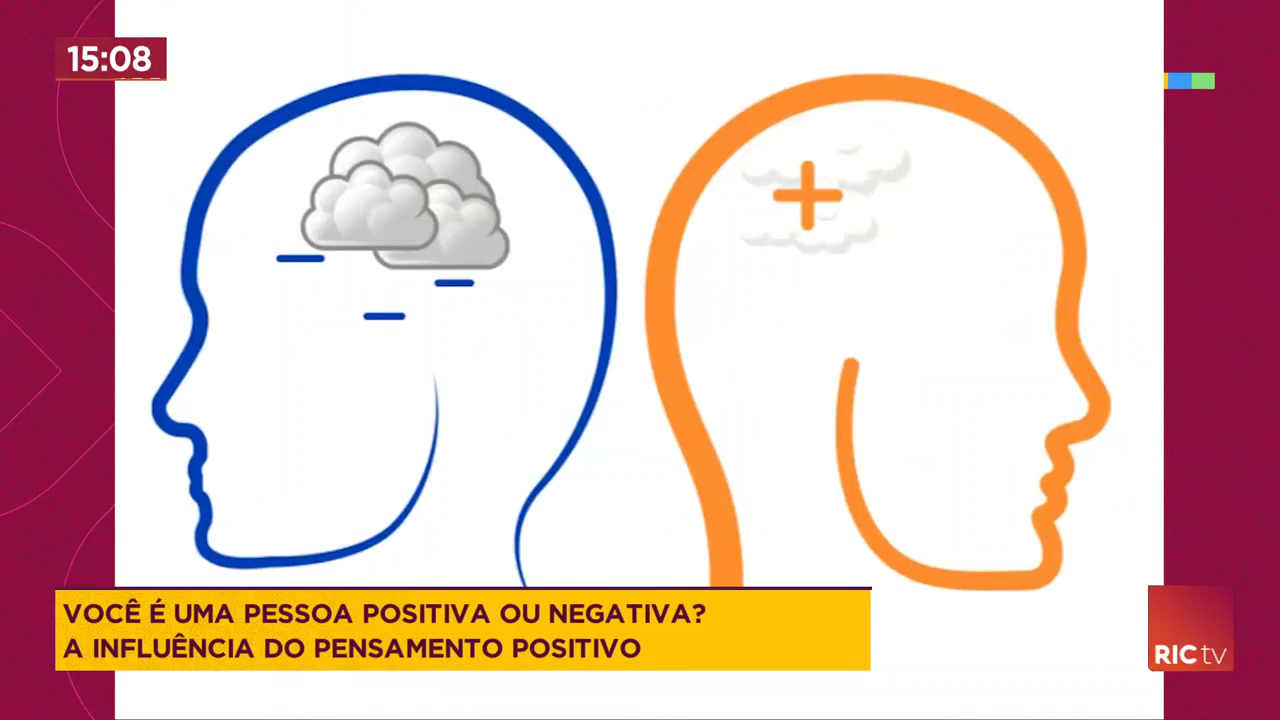 15:08
VOCÊ É UMA PESSOA POSITIVA OU NEGATIVA?
A INFLUÊNCIA DO PENSAMENTO POSITIVO
RIC tv